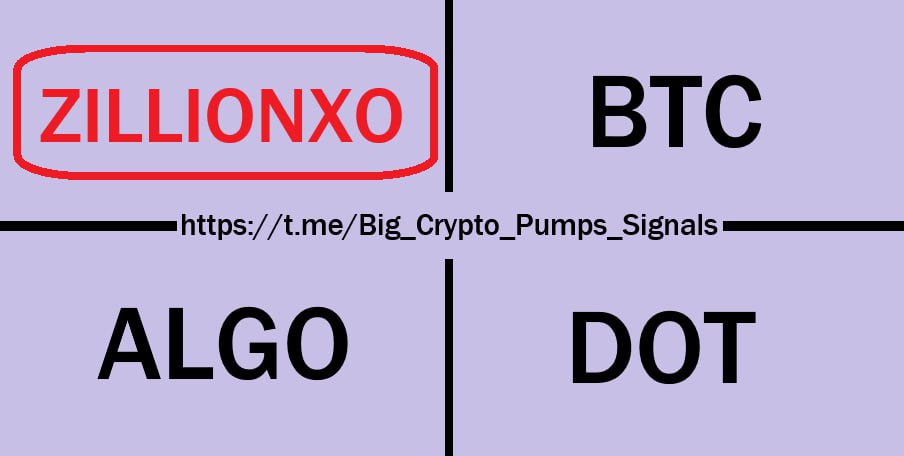 ZILLIONXO
BTC
https://t.me/Big_Crypto_Pumps_Signals
ALGO
DOT